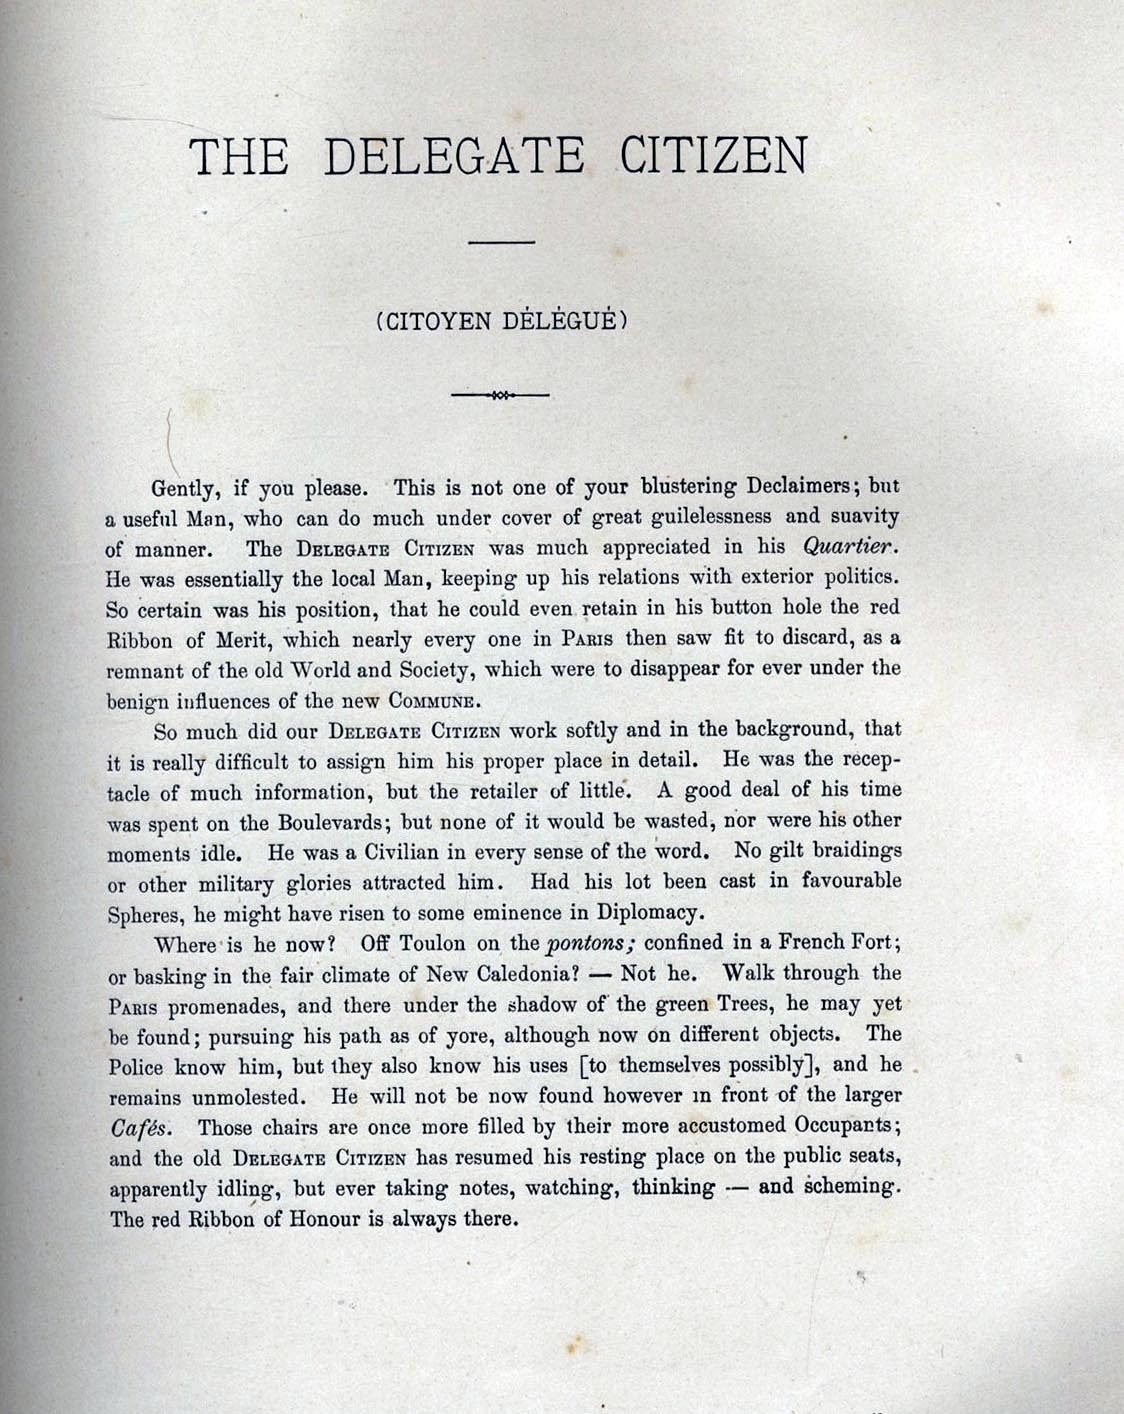 THE DELEGATE CITIZEN
(CITOYEN DÉLÉGUÉ)
Gently, if you please. This is not one of your blustering Declaimers; but
a useful Man, who can do much under cover of great guilelessness and suavity
of manner. The DELEGATE CITIZEN was much appreciated in his Quartier.
He was essentially the local Man, keeping up his relations with exterior politics.
So certain was his position, that he could even retain in his button hole the red
Ribbon of Merit, which nearly every one in PARIS then saw fit to discard, as a
remnant of the old World and Society, which were to disappear for ever under the
benign influences of the new COMMUNE.
So much did our DELEGATE CITIZEN work softly and in the background, that
it is really difficult to assign him his proper place in detail. He was the recep-
tacle of much information, but the retailer of little. A good deal of his time
was spent on the Boulevards; but none of it would be wasted, nor were his other
moments idle. He was a Civilian in every sense of the word. No gilt braidings
or other military glories attracted him. Had his lot been cast in favourable
Spheres, he might have risen to some eminence in Diplomacy.
Where is he now? Off Toulon on the pontons; confined in a French Fort;
or basking in the fair climate of New Caledonia? — Not he. Walk through the
PARIS promenades, and there under the shadow of the green Trees, he may yet
be found; pursuing his path as of yore, although now on different objects. The
Police know him, but they also know his uses [to themselves possibly], and he
remains unmolested. He will not be now found however in front of the larger
Cafés. Those chairs are once more filled by their more accustomed Occupants;
and the old DELEGATE CITIZEN has resumed his resting place on the public seats,
apparently idling, but ever taking notes, watching, thinking — and scheming.
The red Ribbon of Honour is always there.